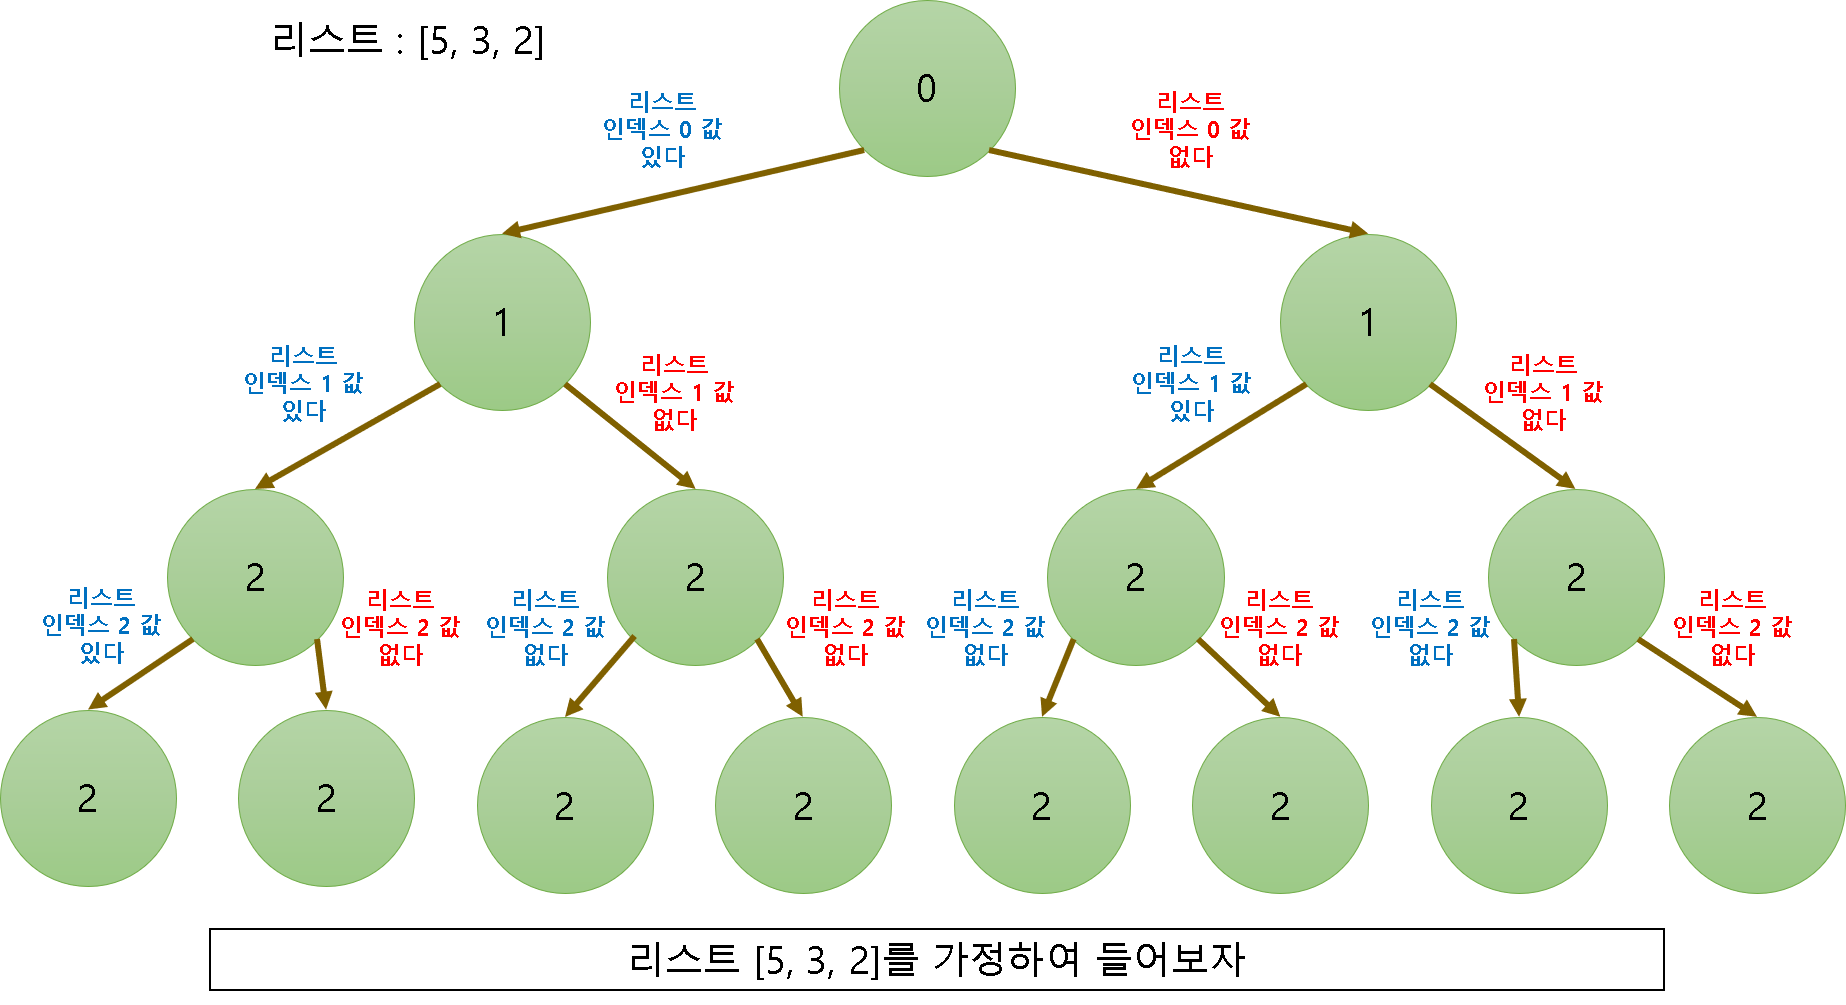 리스트 : [5, 3, 2]
0
리스트
인덱스 0 값
있다
리스트
인덱스 0 값
없다
1
1
리스트
인덱스 1 값
있다
리스트
인덱스 1 값
없다
리스트
인덱스 1 값
있다
리스트
인덱스 1 값
없다
2
2
2
2
리스트
인덱스 2 값
있다
리스트
인덱스 2 값
없다
리스트
인덱스 2 값
없다
리스트
인덱스 2 값
없다
리스트
인덱스 2 값
없다
리스트
인덱스 2 값
없다
리스트
인덱스 2 값
없다
리스트
인덱스 2 값
없다
2
2
2
2
2
2
2
2
리스트 [5, 3, 2]를 가정하여 들어보자